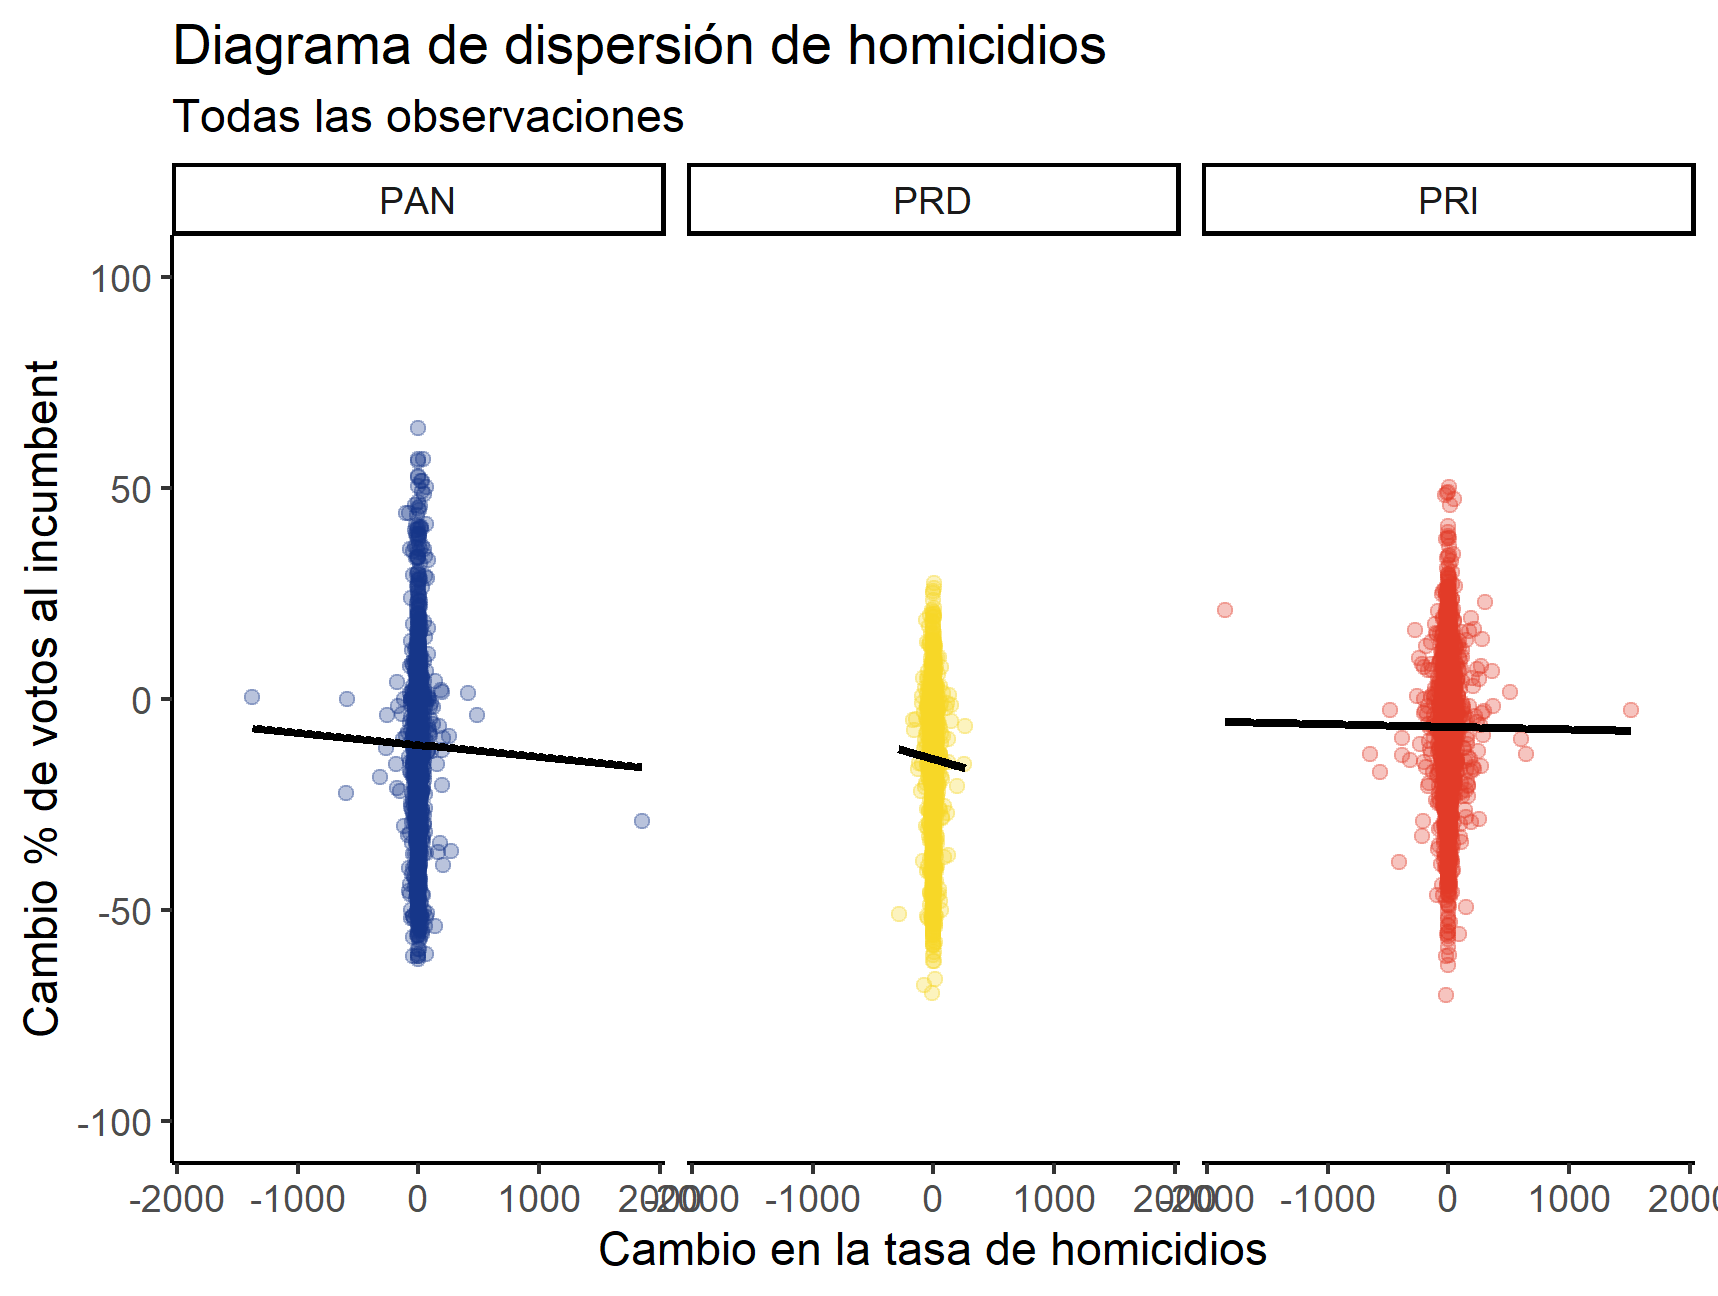 Diagrama de dispersión de homicidios
Todas las observaciones
PAN
PRD
PRI
Cambio % de votos al incumbent
100
50
0
-50
-100
-2000 -1000 0 1000 2000
-2000 -1000 0 1000 2000
-2000 -1000 0 1000 2000
Cambio en la tasa de homicidios